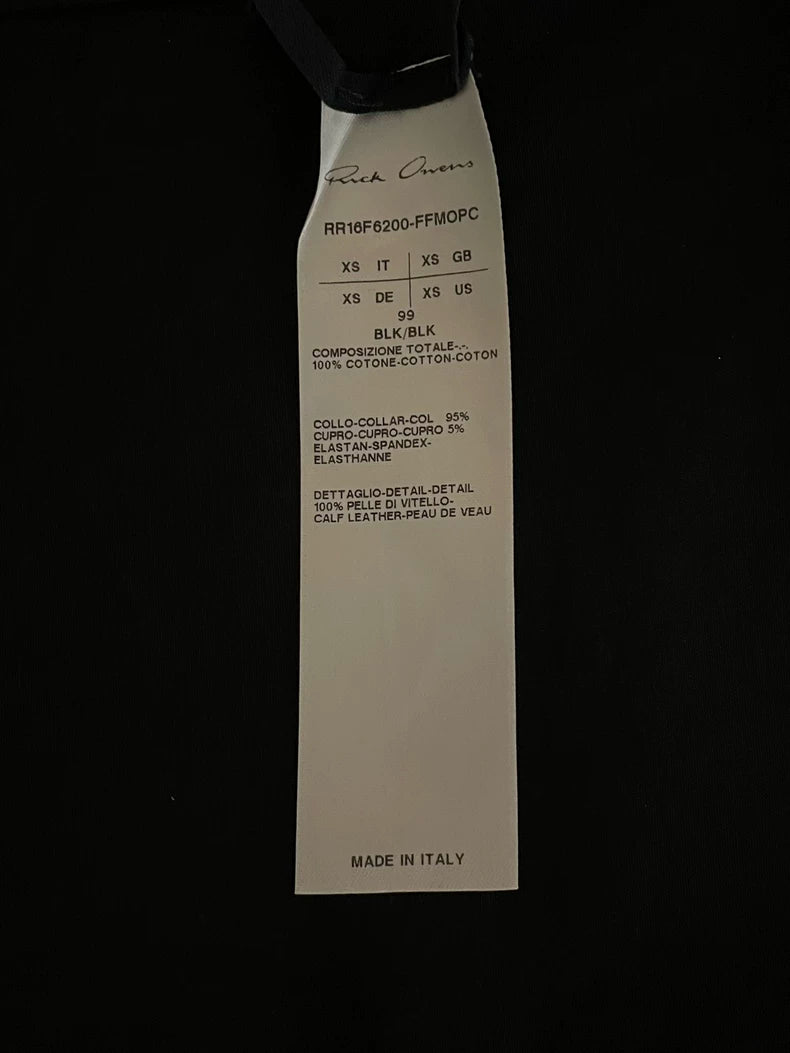 Rick Owens
RR16F6200-FFMOPC
XS IT XS GB
XS DE XS US
99
BLK/BLK
COMPOSIZIONE TOTALE-.-.
100% COTONE-COTTON-COTON
COLLO-COLLAR-COL 95%
CUPRO-CUPRO-CUPRO 5%
ELASTAN-SPANDEX-
ELASTHANNE
DETTAGLIO-DETAIL-DETAIL
100% PELLE DI VITELLO-
CALF LEATHER-PEAU DE VEAU
MADE IN ITALY